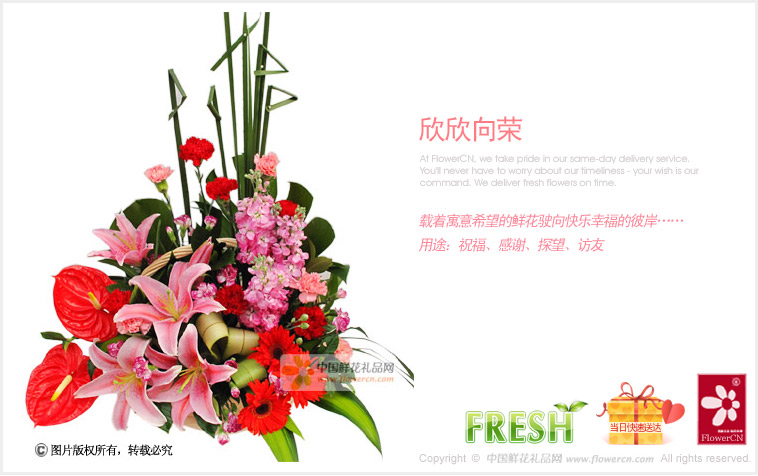 欣欣向荣
At FlowerCN, we take pride in our same-day delivery service.
You'll never have to worry about our timeliness - your wish is our
command. We deliver fresh flowers on time.
载着寓意希望的鲜花驶向快乐幸福的彼岸……
用途：祝福、感谢、探望、访友
中国鲜花礼品网
www.flowercn.com
FRESH
当日快速送达
®
FlowerCN
© 图片版权所有，转载必究
Copyright © 中国鲜花礼品网 www.flowercn.com All rights reserved.